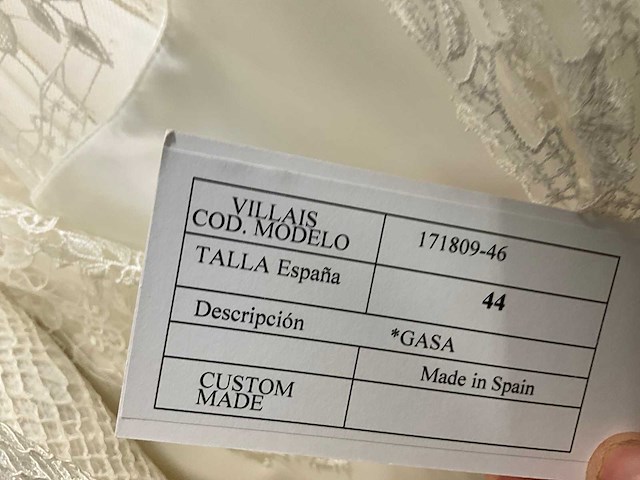 VILLAIS
COD. MODELO
171809-46
TALLA España
44
Descripción
*GASA
Made in Spain
CUSTOM
MADE